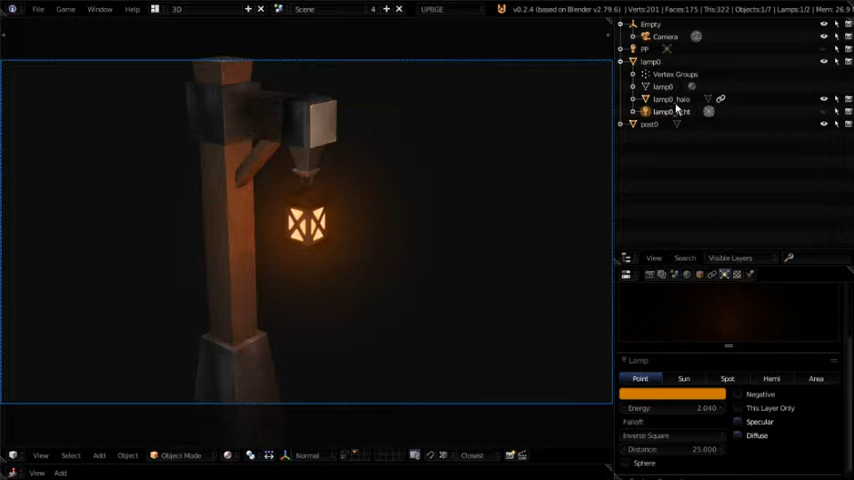 File Game Window Help 3D Scene 4 UPBGE v0.2.4 (based on Blender v2.79.6) | Verts:201 | Faces:175 | Tris:322 | Objects:1/7 | Lamps:1/2 | Mem: 26.9
Empty
Camera
PP
lamp0
Vertex Groups
lamp0
lamp0_halo
post0
View Search Visible Layers
Lamp
Point Sun Spot Hemi Area
Negative
Energy: 2.040 This Layer Only
Falloff: Specular
Inverse Square Diffuse
Distance: 25.000
Sphere
View Select Add Object Object Mode Normal Closest
View Add